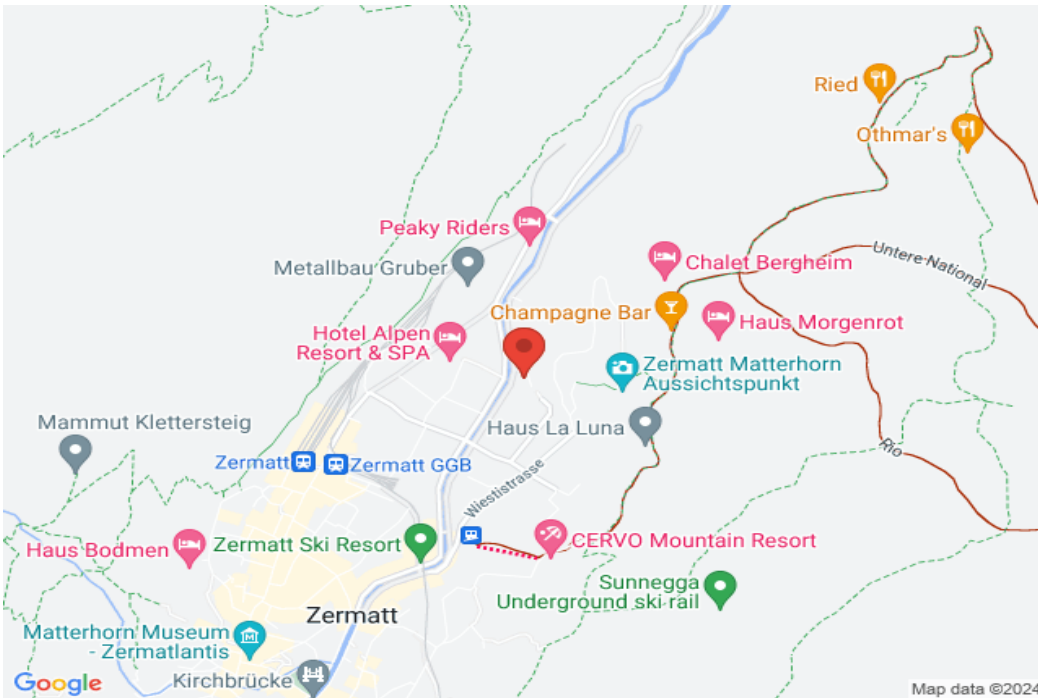 Ried
Othmar's
Peaky Riders
Untere National
Metallbau Gruber
Chalet Bergheim
Champagne Bar
Haus Morgenrot
Hotel Alpen
Resort & SPA
Zermatt Matterhorn
Aussichtspunkt
Mammut Klettersteig
Haus La Luna
Rio
Zermatt
Zermatt GGB
Wiestistrasse
Haus Bodmen
Zermatt Ski Resort
CERVO Mountain Resort
Sunnegga
Underground ski rail
Zermatt
Matterhorn Museum
- Zermatlantis
Kirchbrücke
Google
Map data ©2024